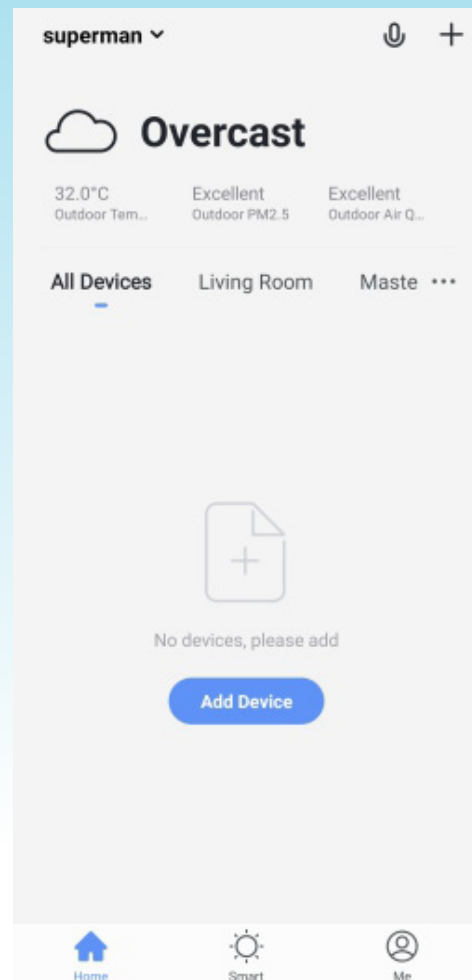 superman
Overcast
32.0°C Excellent Excellent
Outdoor Tem... Outdoor PM2.5 Outdoor Air Q...
All Devices Living Room Maste ...
No devices, please add
Add Device
Home Smart Me